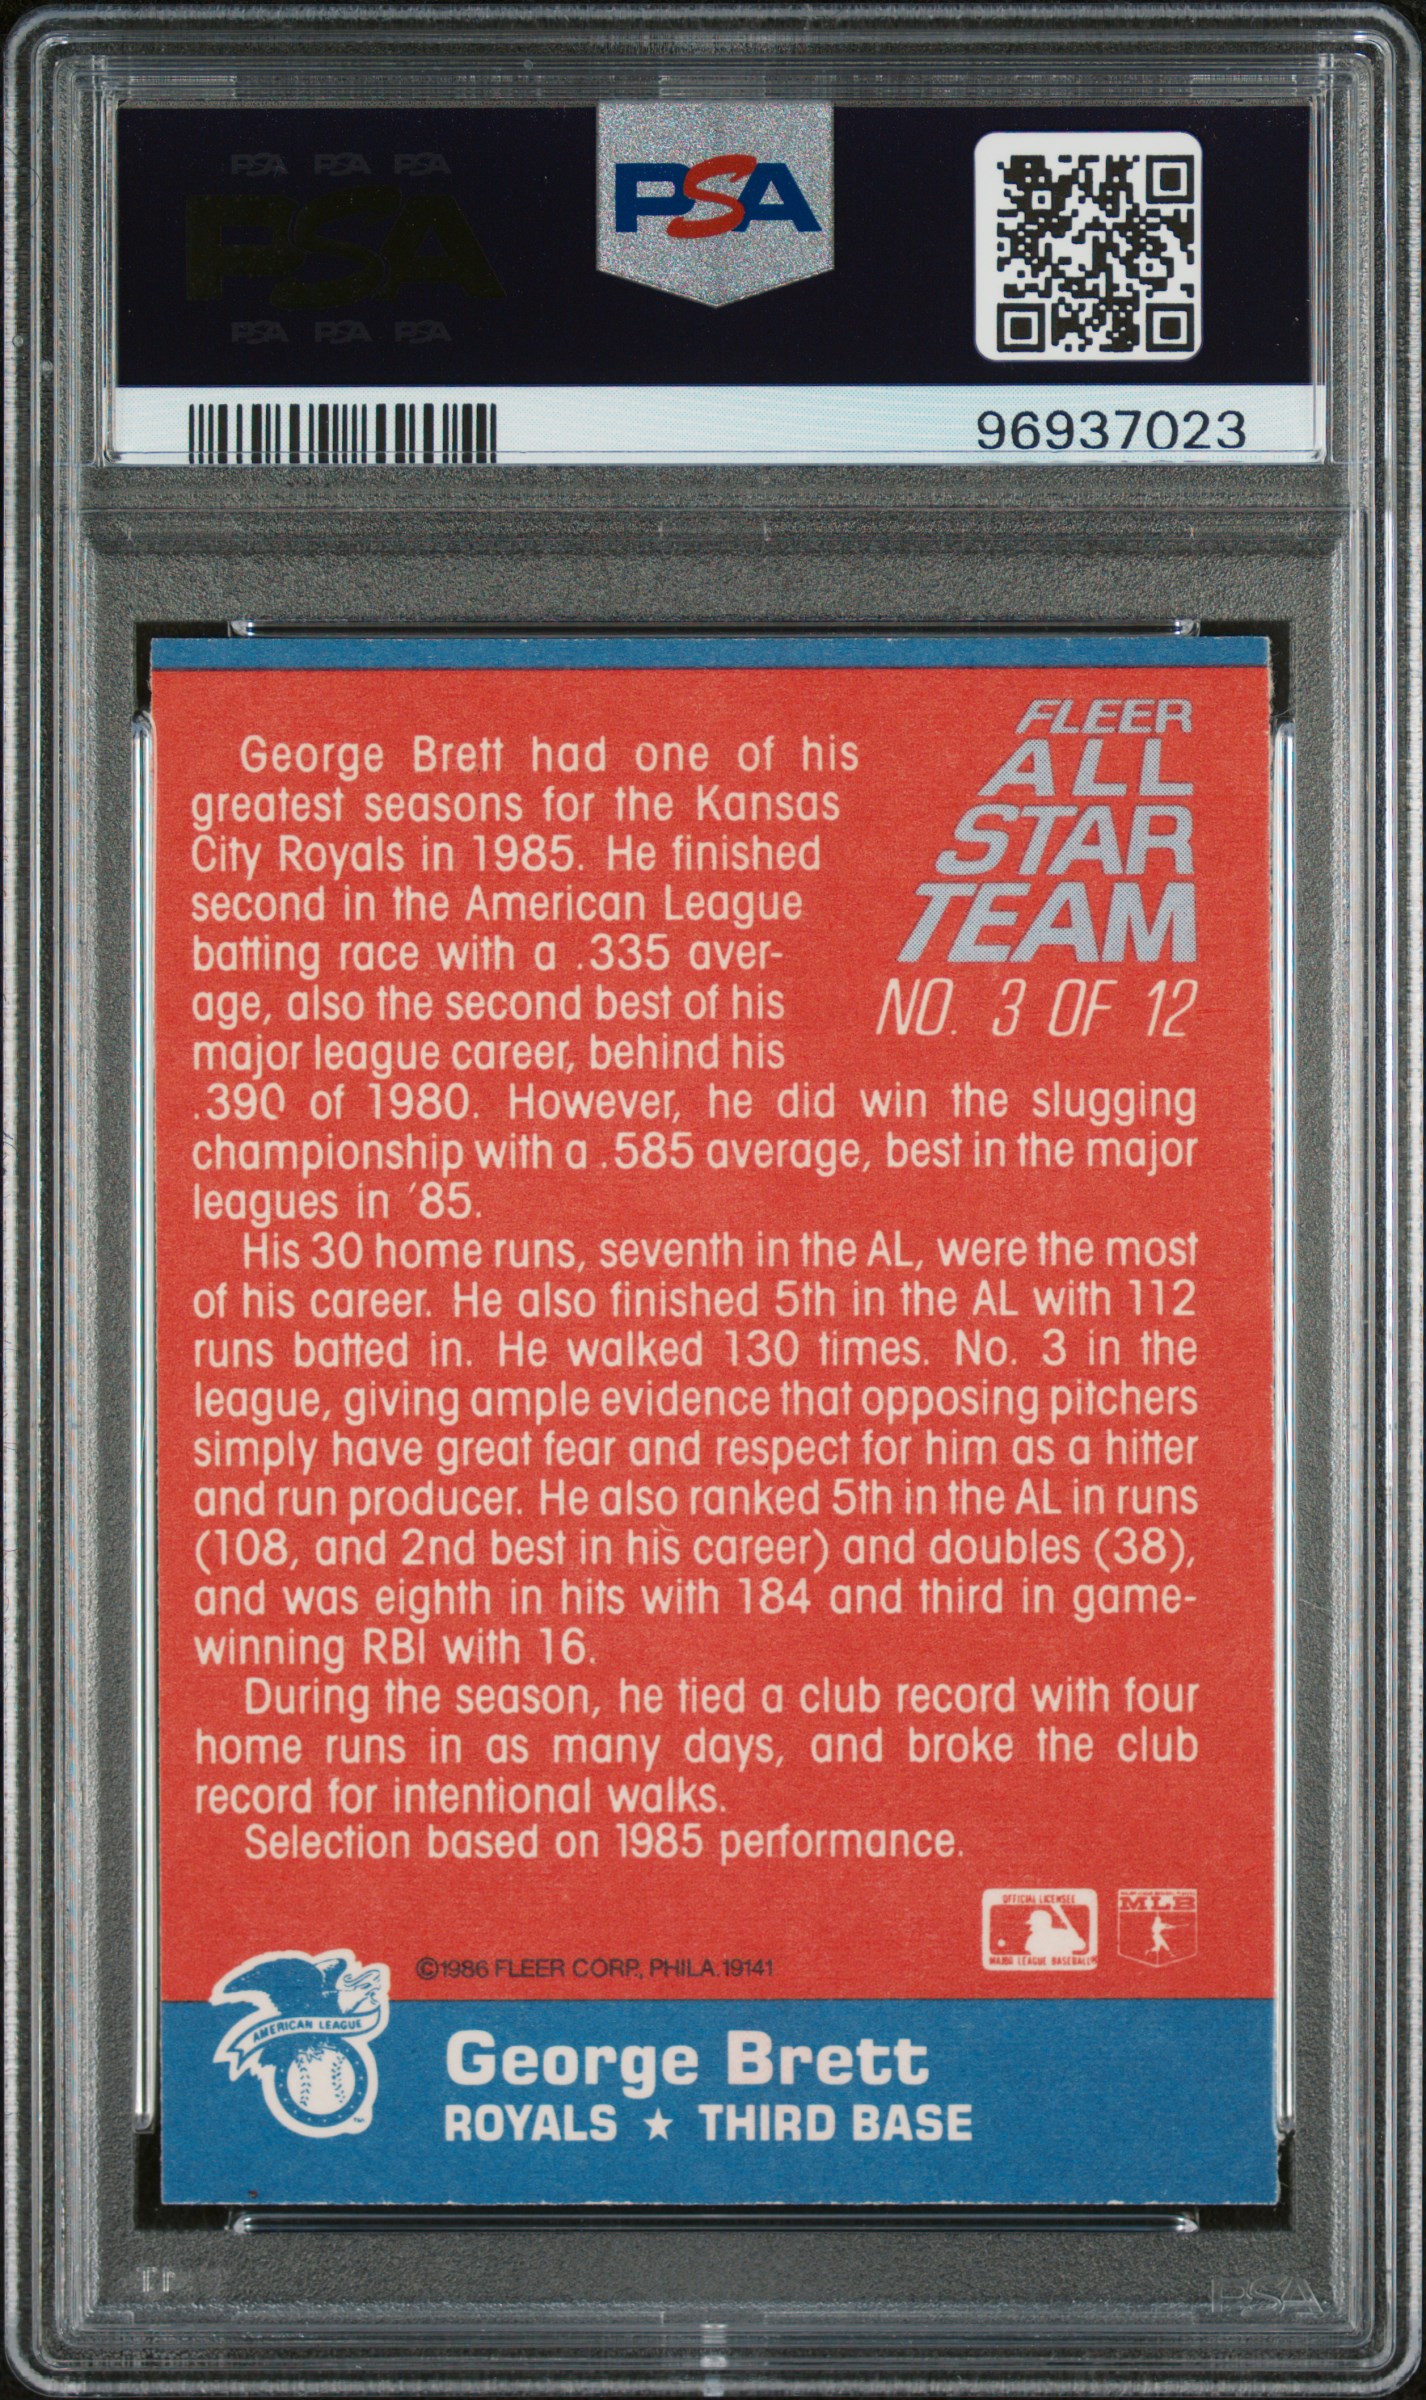 PSA PSA PSA
PSA
PSA PSA PSA
PSA
96937023
FLEER
ALL
STAR
TEAM
NO. 3 OF 12
George Brett had one of his
greatest seasons for the Kansas
City Royals in 1985. He finished
second in the American League
batting race with a .335 aver-
age, also the second best of his
major league career, behind his
.390 of 1980. However, he did win the slugging
championship with a .585 average, best in the major
leagues in '85.
His 30 home runs, seventh in the AL, were the most
of his career. He also finished 5th in the AL with 112
runs batted in. He walked 130 times. No. 3 in the
league, giving ample evidence that opposing pitchers
simply have great fear and respect for him as a hitter
and run producer. He also ranked 5th in the AL in runs
(108, and 2nd best in his career) and doubles (38),
and was eighth in hits with 184 and third in game-
winning RBI with 16.
During the season, he tied a club record with four
home runs in as many days, and broke the club
record for intentional walks.
Selection based on 1985 performance.
OFFICIAL LICENSEE
MAJOR LEAGUE BASEBALL
MLB
©1986 FLEER CORP., PHILA. 19141
AMERICAN LEAGUE
George Brett
ROYALS ★ THIRD BASE
PSA